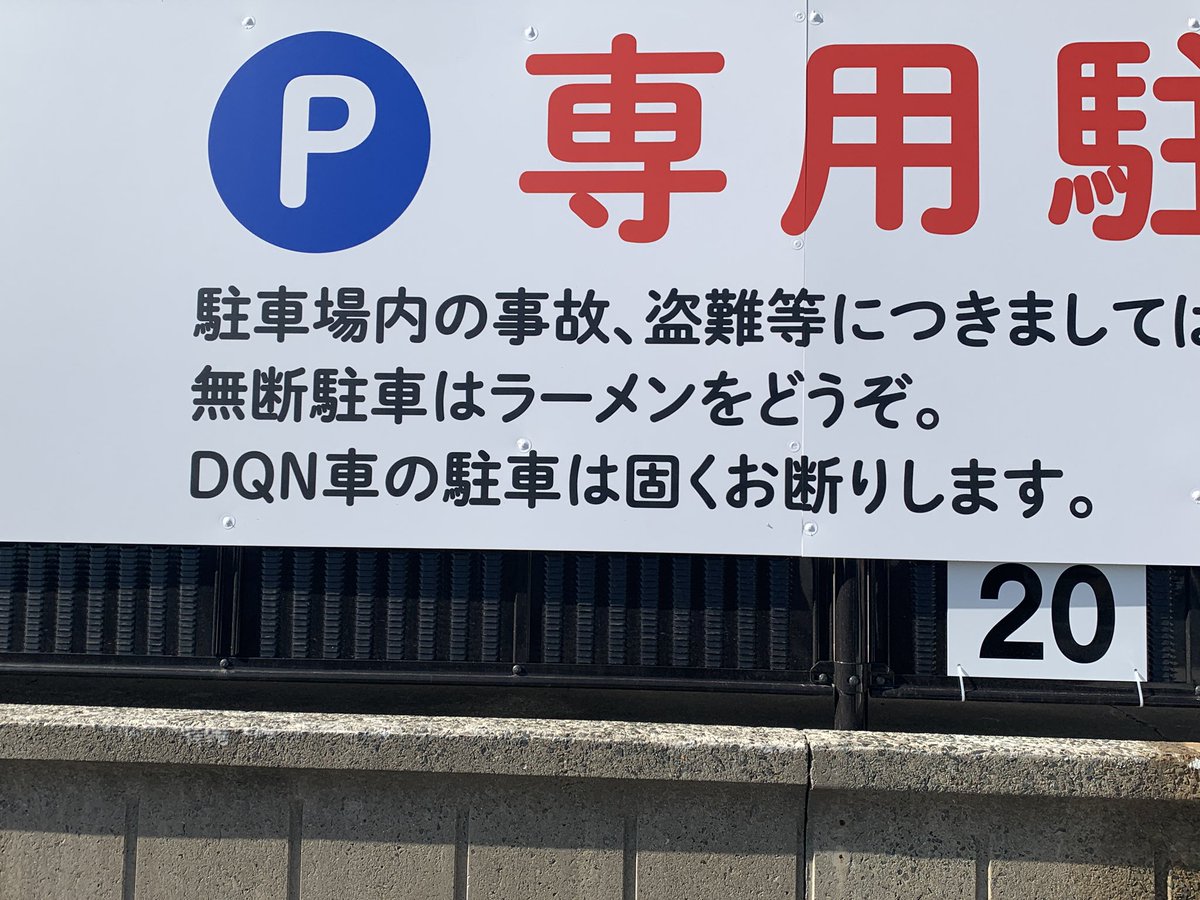 P 専用駐
駐車場内の事故、盗難等につきましては
無断駐車はラーメンをどうぞ。
DQN車の駐車は固くお断りします。
20